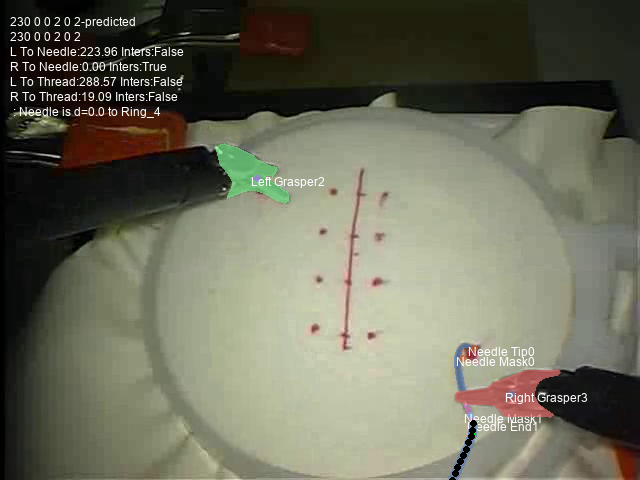 230 0 0 2 0 2-predicted
230 0 0 2 0 2
L To Needle:223.96 Inters:False
R To Needle:0.00 Inters:True
L To Thread:288.57 Inters:False
R To Thread:19.09 Inters:False
: Needle is d=0.0 to Ring_4
Left Grasper2
Needle Tip0
Needle Mask0
Right Grasper3
Needle Mask1
Needle End1